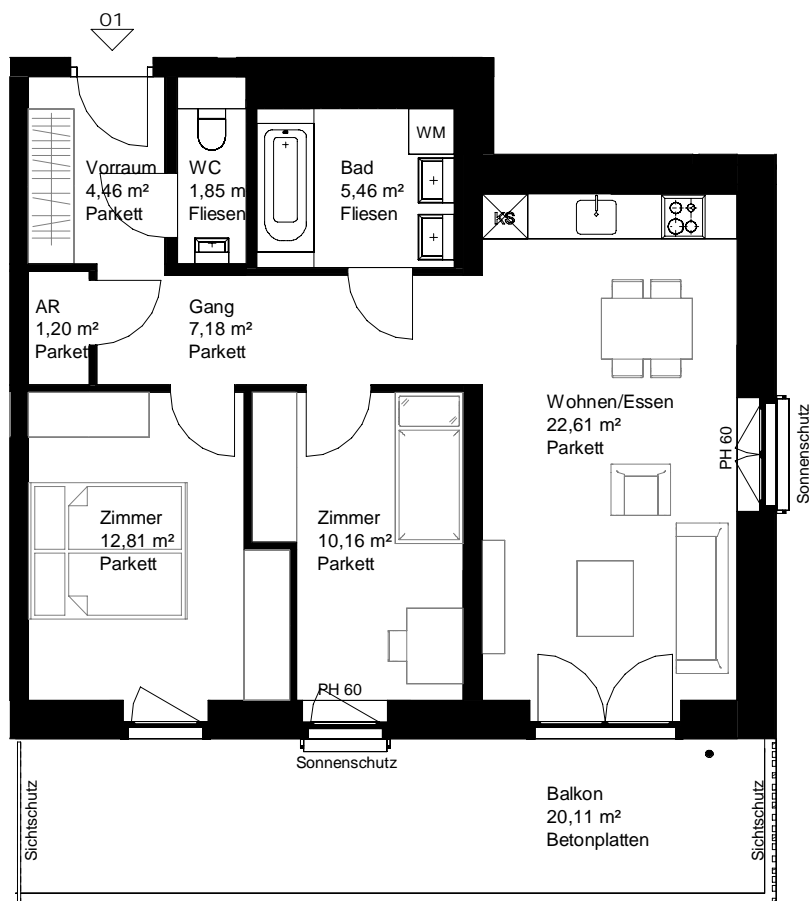 01
Vorraum
4,46 m²
Parkett
WC
1,85 m
Fliesen
Bad
5,46 m²
Fliesen
WM
KS
AR
1,20 m²
Parkett
Gang
7,18 m²
Parkett
Wohnen/Essen
22,61 m²
Parkett
PH 60
Sonnenschutz
Zimmer
12,81 m²
Parkett
Zimmer
10,16 m²
Parkett
PH 60
Sonnenschutz
Sichtschutz
Balkon
20,11 m²
Betonplatten
Sichtschutz